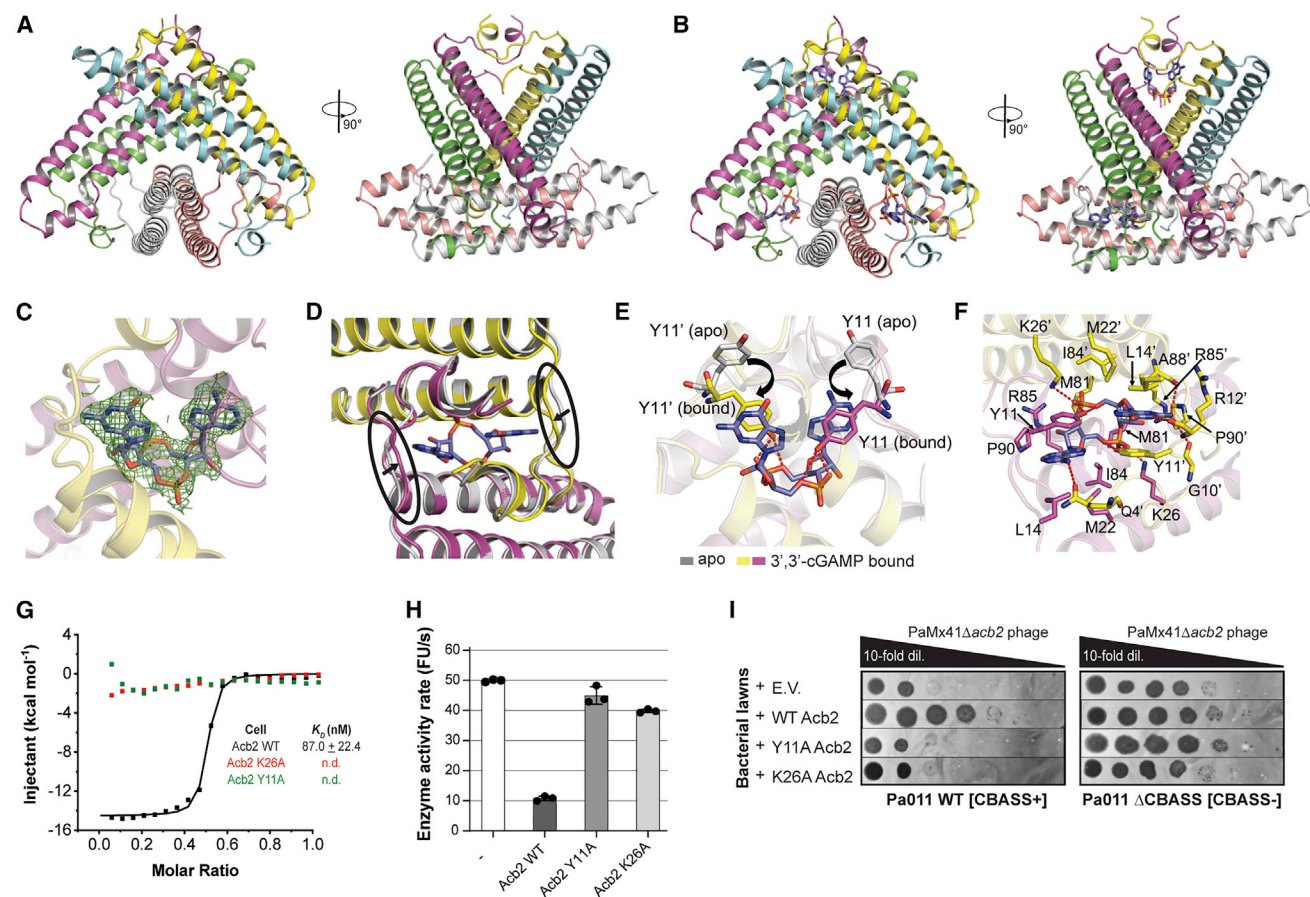 A
90°
B
90°
C
D
E
Y11' (apo)
Y11 (apo)
Y11' (bound)
Y11 (bound)
apo
3',3'-cGAMP bound
F
K26'
M22'
I84'
L14'
A88'
R85'
M81
R85
Y11
R12'
P90
M81
P90'
Y11'
I84
G10'
L14
M22
Q4'
K26
G
Injectant (kcal mol⁻¹)
4
0
-4
-8
-12
-16
Cell K_D (nM)
Acb2 WT 87.0 ± 22.4
Acb2 K26A n.d.
Acb2 Y11A n.d.
0.0 0.2 0.4 0.6 0.8 1.0
Molar Ratio
H
Enzyme activity rate (FU/s)
60
50
40
30
20
10
0
-
Acb2 WT
Acb2 Y11A
Acb2 K26A
I
PaMx41Δacb2 phage
PaMx41Δacb2 phage
10-fold dil.
10-fold dil.
Bacterial lawns
+ E.V.
+ WT Acb2
+ Y11A Acb2
+ K26A Acb2
Pa011 WT [CBASS+]
Pa011 ΔCBASS [CBASS-]